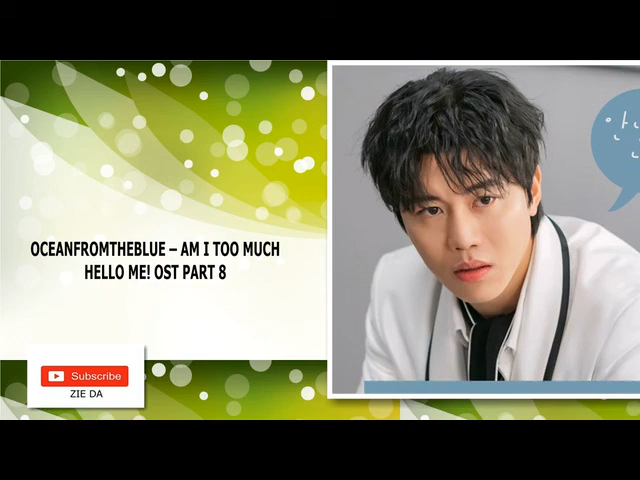 OCEANFROMTHEBLUE – AM I TOO MUCH
HELLO ME! OST PART 8
Subscribe
ZIE DA